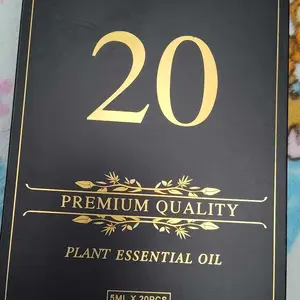 20
PREMIUM QUALITY
PLANT ESSENTIAL OIL
5ML X 20PCS